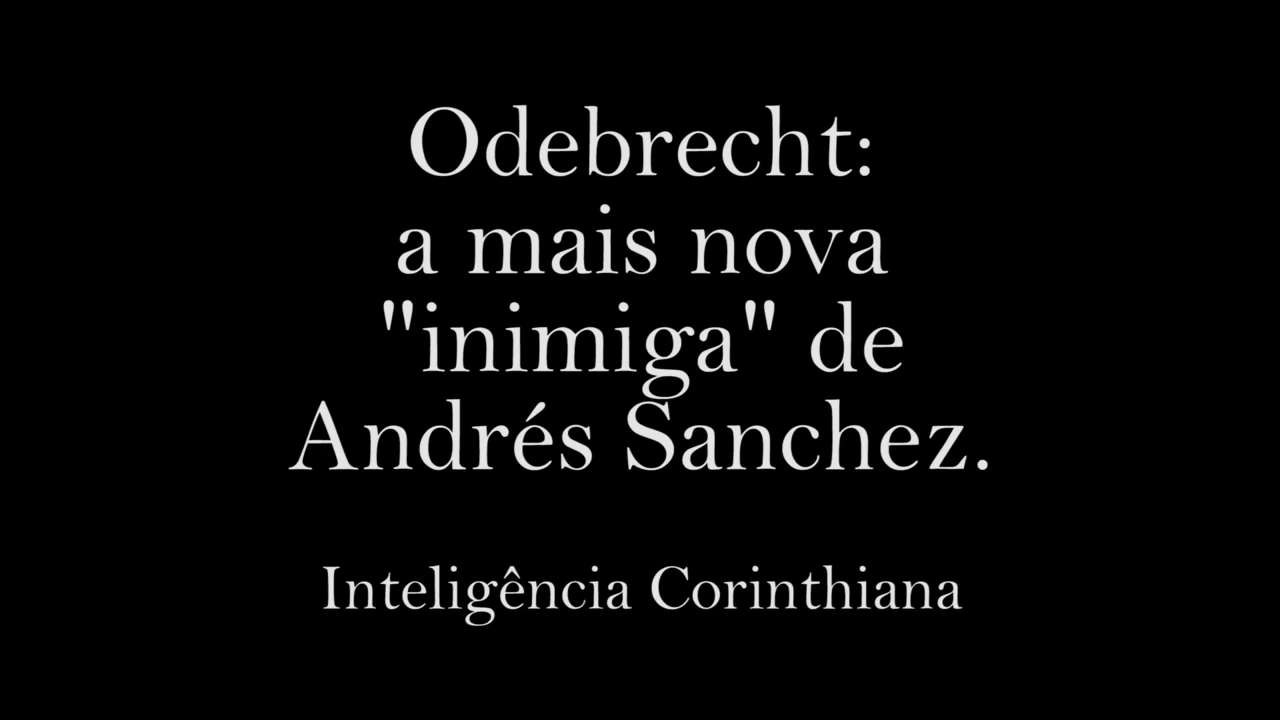 Odebrecht:
a mais nova
"inimiga" de
Andrés Sanchez.
Inteligência Corinthiana